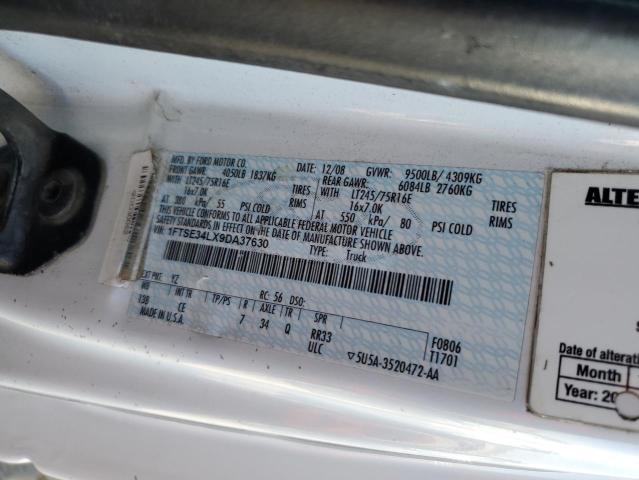 MFD. BY FORD MOTOR CO.
DATE: 12/08 GVWR: 9500LB/ 4309KG
FRONT GAWR: 4050LB 1837KG
REAR GAWR: 6084LB 2760KG
WITH LT245/75R16E TIRES
WITH LT245/75R16E TIRES
16x7.0K RIMS
16x7.0K RIMS
AT 380 kPa/ 55 PSI COLD
AT 550 kPa/ 80 PSI COLD
THIS VEHICLE CONFORMS TO ALL APPLICABLE FEDERAL MOTOR VEHICLE
SAFETY STANDARDS IN EFFECT ON THE DATE OF MANUFACTURE SHOWN ABOVE.
VIN: 1FTSE34LX9DA37630
TYPE: Truck
EXT PNT: YZ RC: 56 DSO:
WB INT TR TP/PS R AXLE TR SPR
138 CE 7 34 Q RR33
MADE IN U.S.A. ULC
F0806
T1701
▽5U5A-3520472-AA
ALTE
Date of alteration
Month
Year: 20